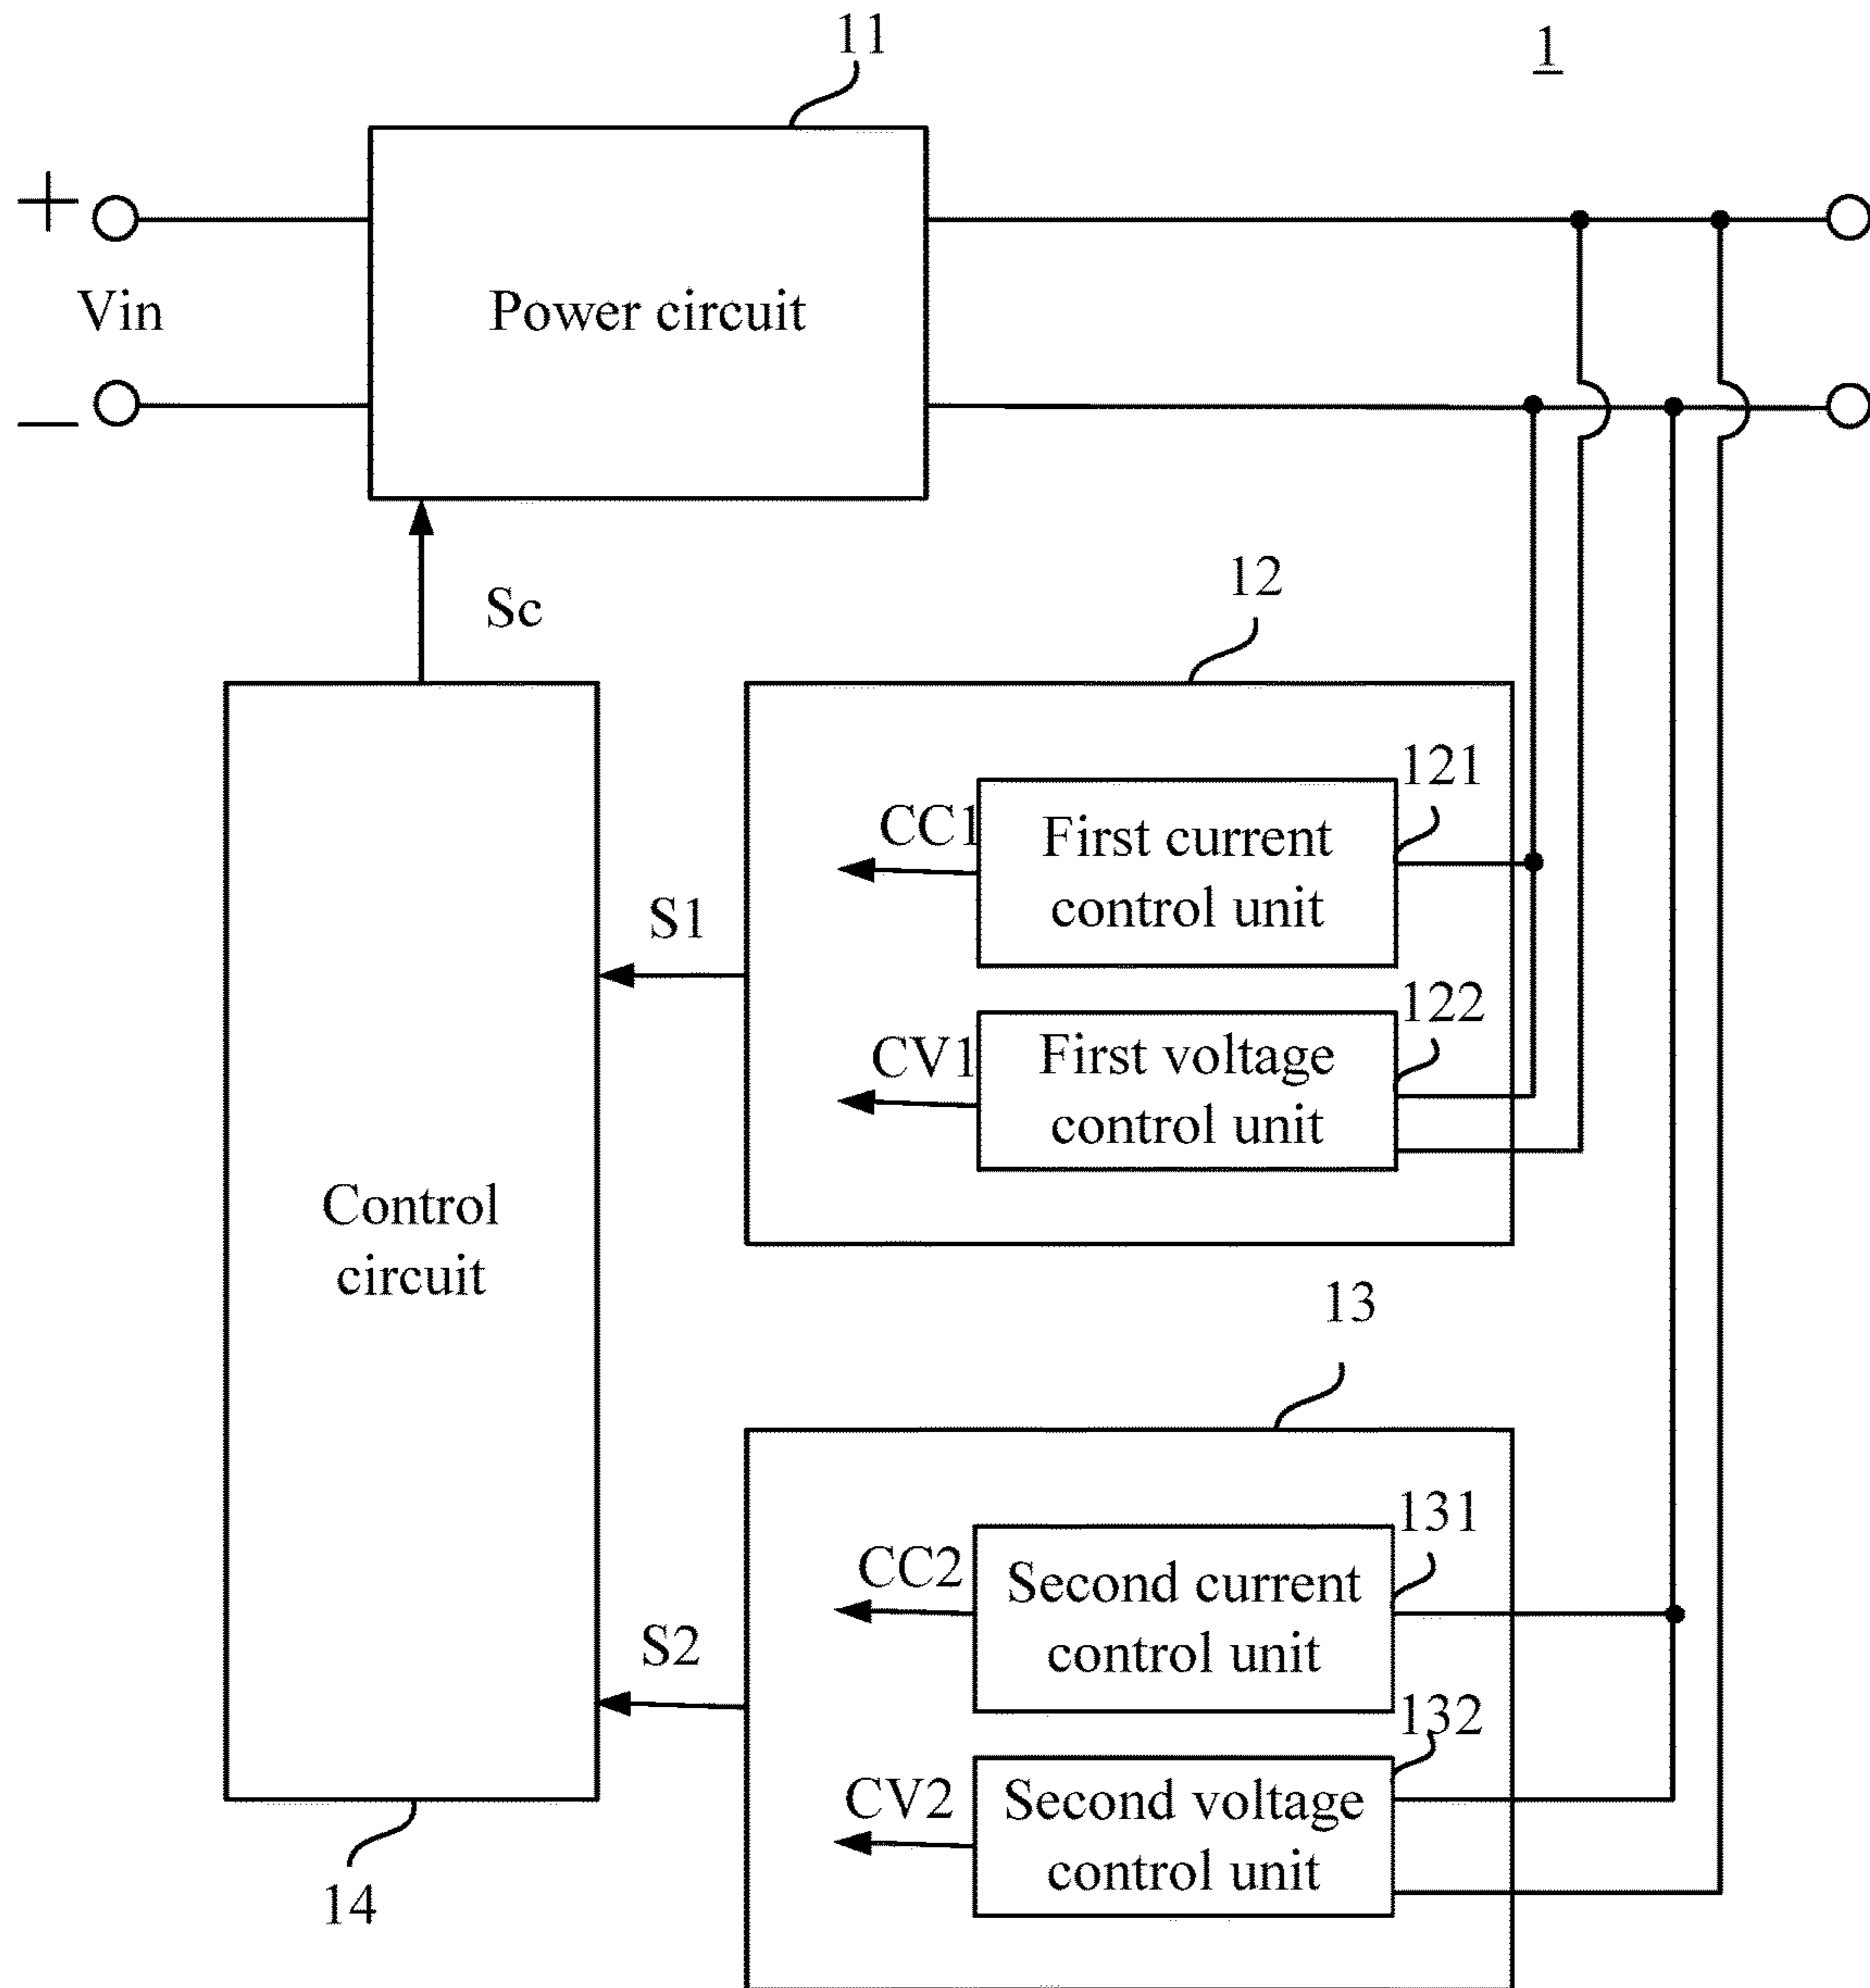 11
1
+
Vin
−
Power circuit
Sc
12
121
CC1
First current
control unit
S1
122
CV1
First voltage
control unit
Control
circuit
13
131
CC2
Second current
control unit
S2
132
CV2
Second voltage
control unit
14